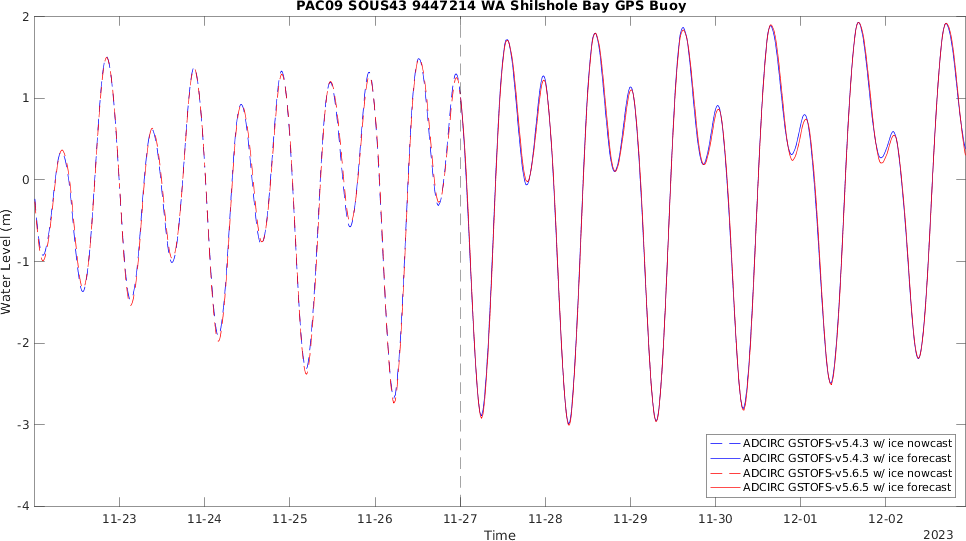 PAC09 SOUS43 9447214 WA Shilshole Bay GPS Buoy
2
1
0
-1
-2
-3
-4
Water Level (m)
ADCIRC GSTOFS-v5.4.3 w/ ice nowcast
ADCIRC GSTOFS-v5.4.3 w/ ice forecast
ADCIRC GSTOFS-v5.6.5 w/ ice nowcast
ADCIRC GSTOFS-v5.6.5 w/ ice forecast
11-23 11-24 11-25 11-26 11-27 11-28 11-29 11-30 12-01 12-02
Time
2023